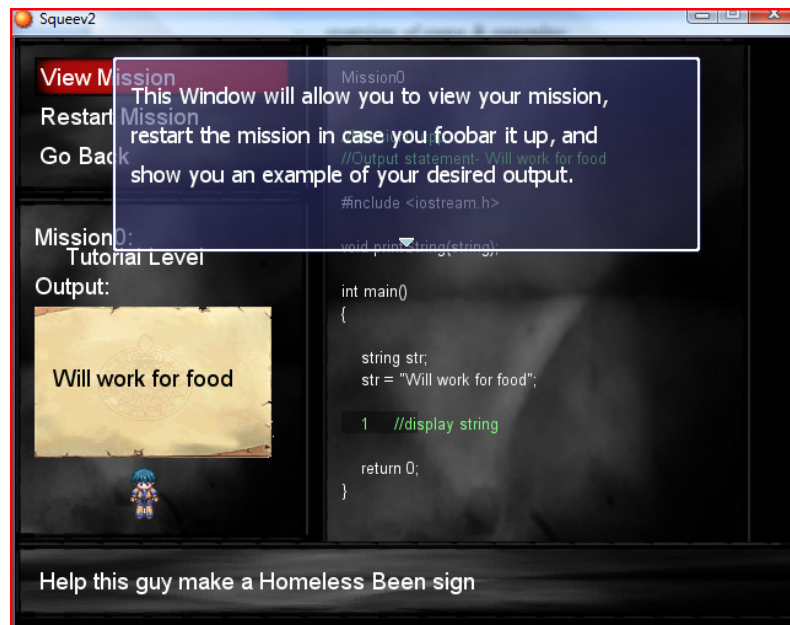 Squeev2
View Mission
Restart Mission
Go Back
This Window will allow you to view your mission,
restart the mission in case you foobar it up, and
show you an example of your desired output.
Mission0:
Tutorial Level
Output:
Will work for food
Mission0
//Output statement- Will work for food
#include <iostream.h>
void printString(string);
int main()
{
string str;
str = "Will work for food";
1 //display string
return 0;
}
Help this guy make a Homeless Been sign